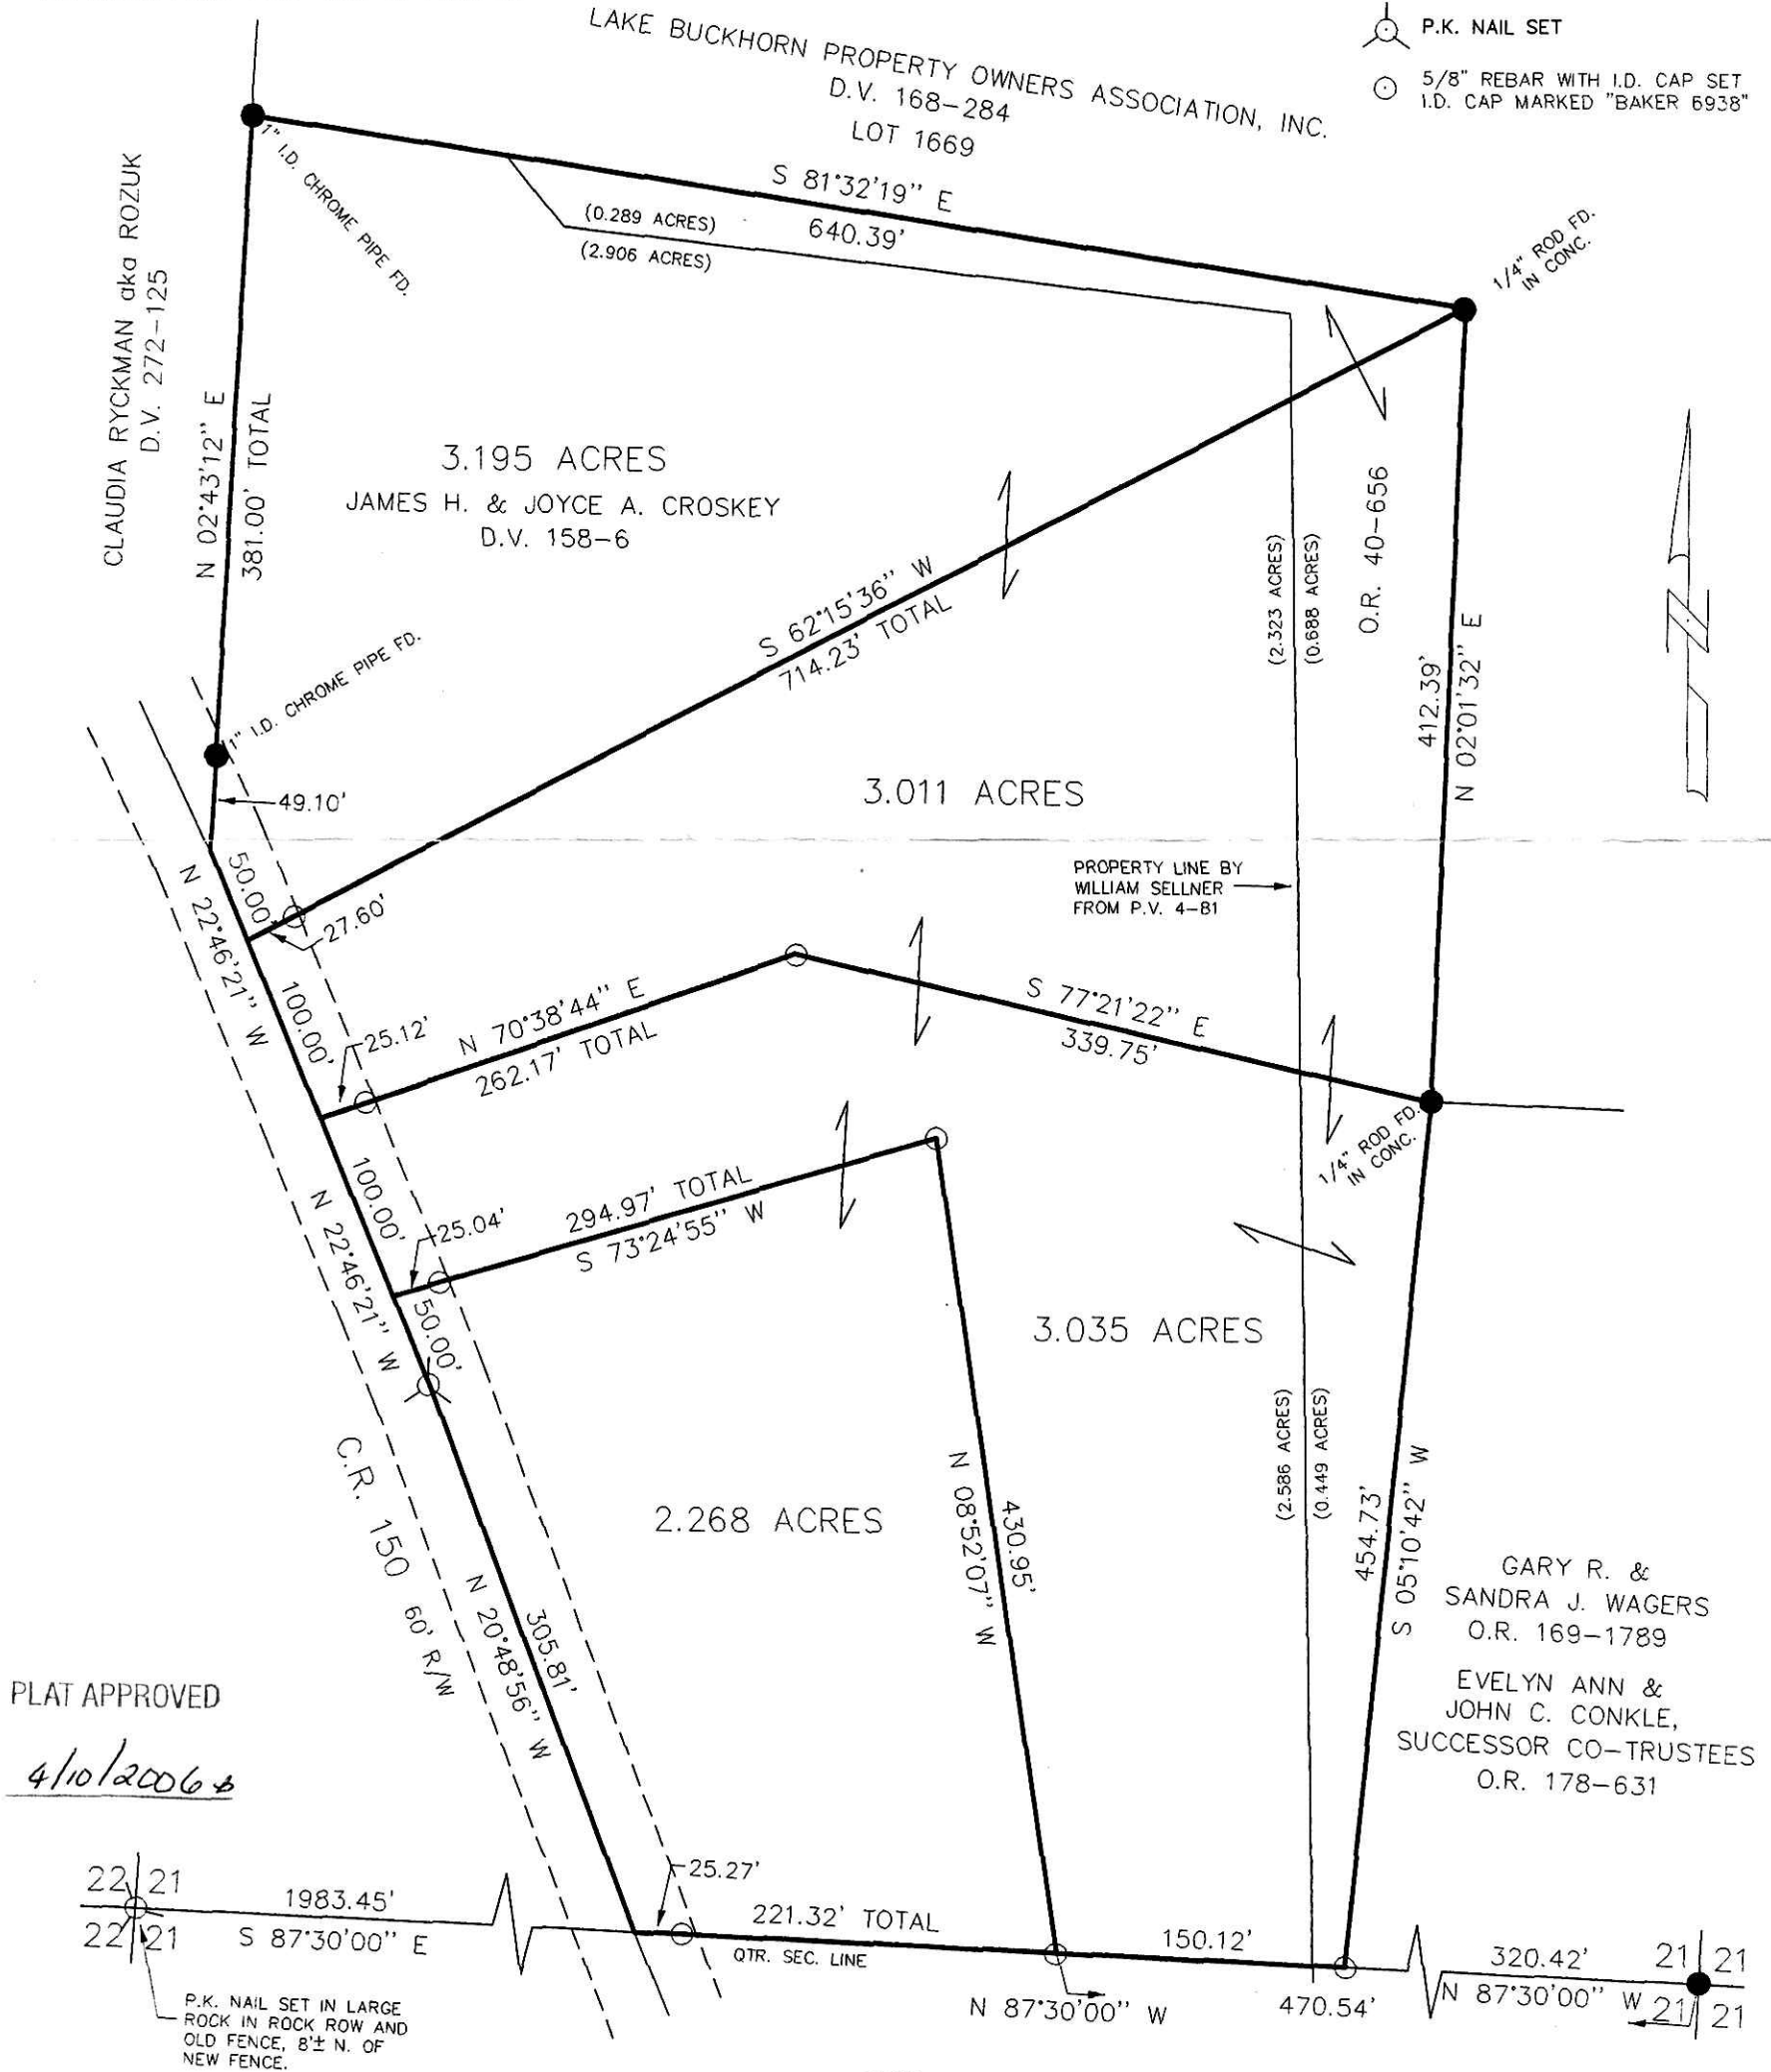 P.K. NAIL SET
5/8" REBAR WITH I.D. CAP SET
I.D. CAP MARKED "BAKER 6938"
LAKE BUCKHORN PROPERTY OWNERS ASSOCIATION, INC.
D.V. 168-284
LOT 1669
S 81°32'19" E
640.39'
(0.289 ACRES)
(2.906 ACRES)
1" I.D. CHROME PIPE FD.
1/4" ROD FD.
IN CONC.
CLAUDIA RYCKMAN aka ROZUK
D.V. 272-125
N 02°43'12" E
381.00' TOTAL
3.195 ACRES
JAMES H. & JOYCE A. CROSKEY
D.V. 158-6
S 62°15'36" W
714.23' TOTAL
(2.323 ACRES)
(0.688 ACRES)
O.R. 40-656
412.39'
N 02°01'32" E
N
1" I.D. CHROME PIPE FD.
49.10'
3.011 ACRES
50.00'
27.60'
N 22°46'21" W
100.00'
PROPERTY LINE BY
WILLIAM SELLNER
FROM P.V. 4-81
25.12'
N 70°38'44" E
262.17' TOTAL
S 77°21'22" E
339.75'
1/4" ROD FD.
IN CONC.
100.00'
N 22°46'21" W
25.04'
294.97' TOTAL
S 73°24'55" W
50.00'
3.035 ACRES
C.R. 150 60' R/W
2.268 ACRES
N 08°52'07" W
430.95'
(2.586 ACRES)
(0.449 ACRES)
454.73'
S 05°10'42" W
N 20°48'56" W
305.81'
GARY R. &
SANDRA J. WAGERS
O.R. 169-1789
EVELYN ANN &
JOHN C. CONKLE,
SUCCESSOR CO-TRUSTEES
O.R. 178-631
PLAT APPROVED
4/10/2006
22 21
22 21
1983.45'
S 87°30'00" E
25.27'
221.32' TOTAL
QTR. SEC. LINE
150.12'
N 87°30'00" W
470.54'
320.42'
N 87°30'00" W
21 21
21 21
P.K. NAIL SET IN LARGE
ROCK IN ROCK ROW AND
OLD FENCE, 8'± N. OF
NEW FENCE.